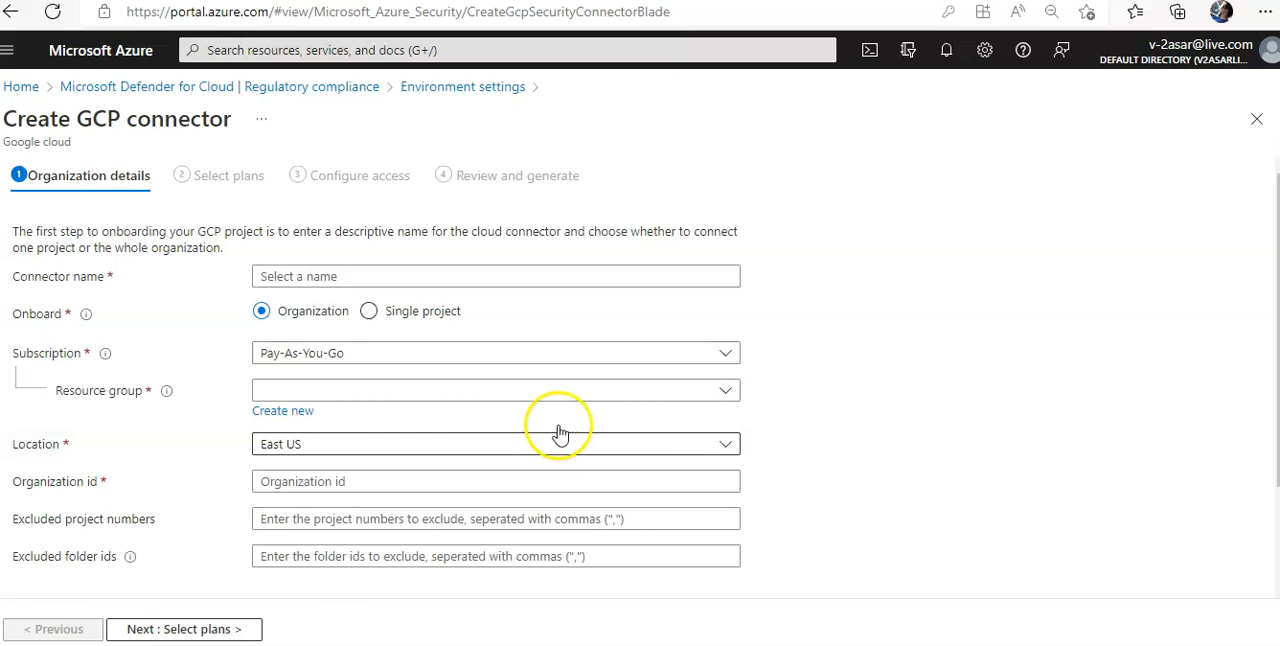 https://portal.azure.com/#view/Microsoft_Azure_Security/CreateGcpSecurityConnectorBlade
Microsoft Azure
Search resources, services, and docs (G+/)
v-2asar@live.com
DEFAULT DIRECTORY (V2ASARLI...
Home > Microsoft Defender for Cloud | Regulatory compliance > Environment settings >
Create GCP connector ...
Google cloud
1 Organization details 2 Select plans 3 Configure access 4 Review and generate
The first step to onboarding your GCP project is to enter a descriptive name for the cloud connector and choose whether to connect
one project or the whole organization.
Connector name * Select a name
Onboard * Organization Single project
Subscription * Pay-As-You-Go
Resource group *
Create new
Location * East US
Organization id * Organization id
Excluded project numbers Enter the project numbers to exclude, seperated with commas (",")
Excluded folder ids Enter the folder ids to exclude, seperated with commas (",")
< Previous Next : Select plans >